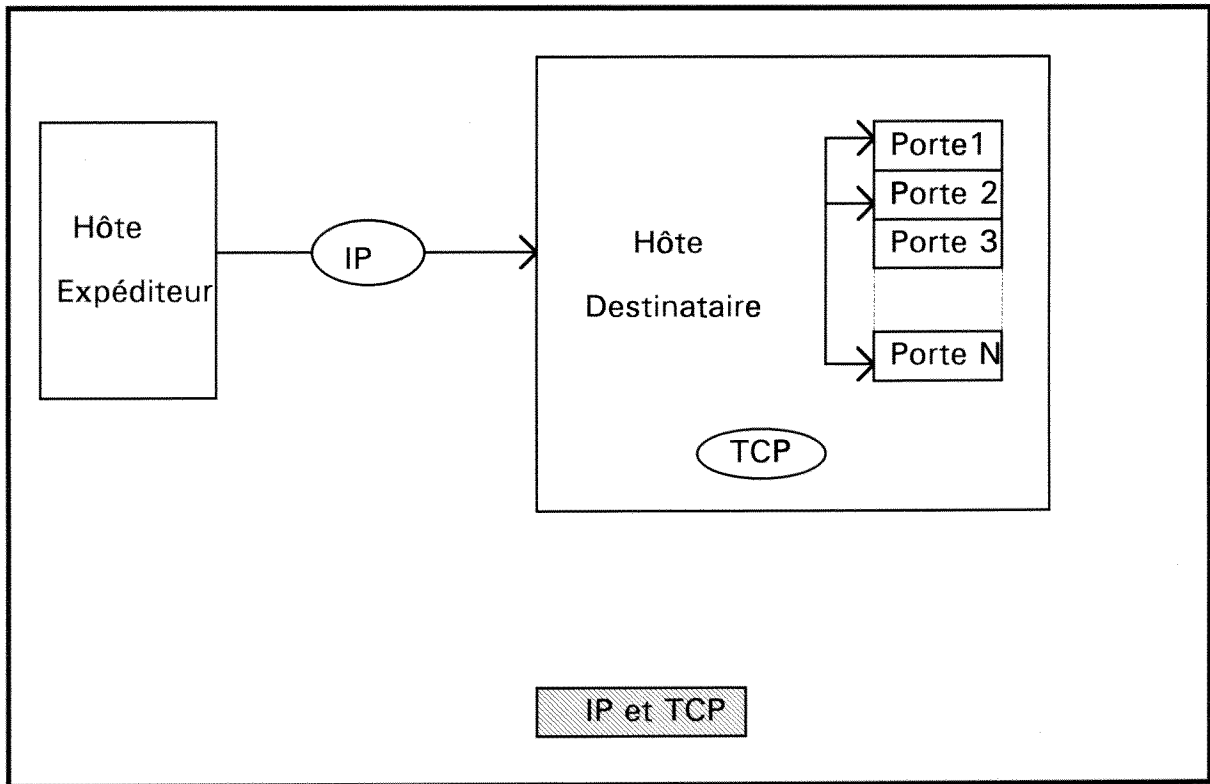 Hôte
Expéditeur
IP
Hôte
Destinataire
Porte1
Porte 2
Porte 3
Porte N
TCP
IP et TCP